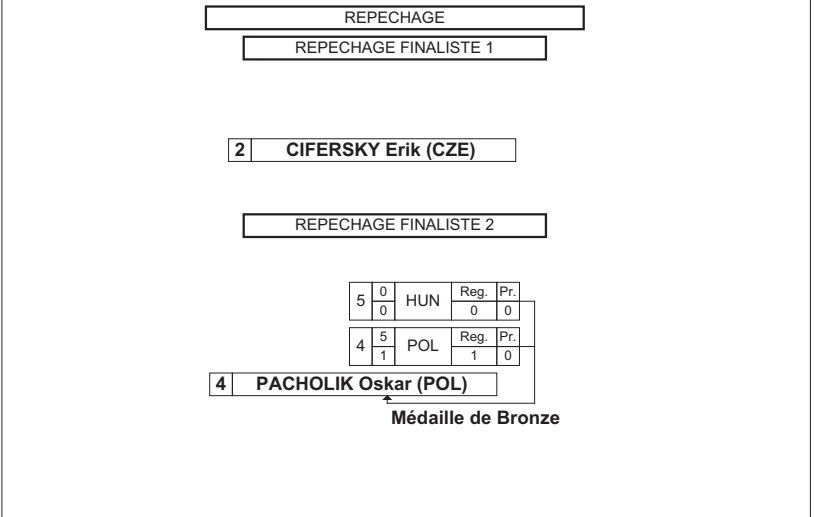 REPECHAGE
REPECHAGE FINALISTE 1
2 CIFERSKY Erik (CZE)
REPECHAGE FINALISTE 2
5 0 HUN Reg. Pr.
0 0 0
4 5 POL Reg. Pr.
1 1 0
4 PACHOLIK Oskar (POL)
Médaille de Bronze